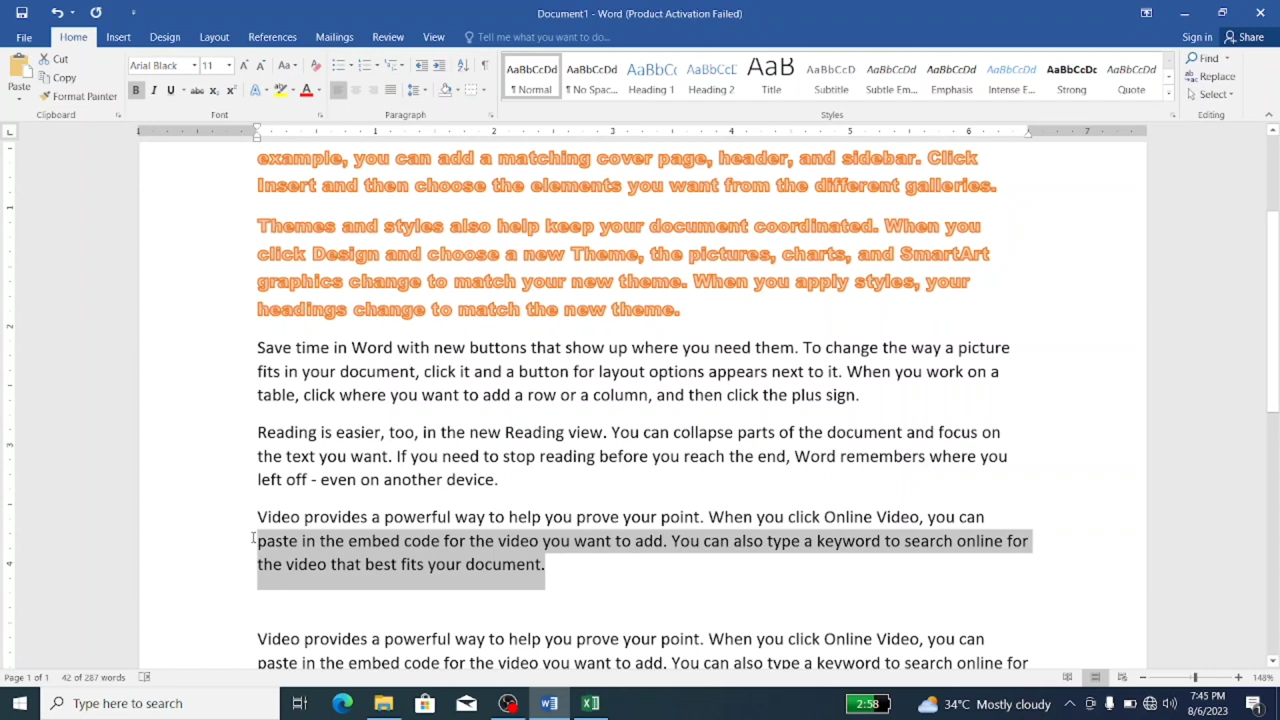 Document1 - Word (Product Activation Failed)
File Home Insert Design Layout References Mailings Review View Tell me what you want to do... Sign in Share
Paste Cut Copy Format Painter Clipboard
Arial Black 11 Font
Paragraph
AaBbCcDd AaBbCcDd AaBbCc AaBbCcD AaB AaBbCcDd AaBbCcDd AaBbCcDd AaBbCcDd AaBbCcDc AaBbCcDd
¶ Normal ¶ No Spac... Heading 1 Heading 2 Title Subtitle Subtle Em... Emphasis Intense E... Strong Quote
Styles
Find Replace Select Editing
example, you can add a matching cover page, header, and sidebar. Click
Insert and then choose the elements you want from the different galleries.
Themes and styles also help keep your document coordinated. When you
click Design and choose a new Theme, the pictures, charts, and SmartArt
graphics change to match your new theme. When you apply styles, your
headings change to match the new theme.
Save time in Word with new buttons that show up where you need them. To change the way a picture
fits in your document, click it and a button for layout options appears next to it. When you work on a
table, click where you want to add a row or a column, and then click the plus sign.
Reading is easier, too, in the new Reading view. You can collapse parts of the document and focus on
the text you want. If you need to stop reading before you reach the end, Word remembers where you
left off - even on another device.
Video provides a powerful way to help you prove your point. When you click Online Video, you can
paste in the embed code for the video you want to add. You can also type a keyword to search online for
the video that best fits your document.
Video provides a powerful way to help you prove your point. When you click Online Video, you can
paste in the embed code for the video you want to add. You can also type a keyword to search online for
Page 1 of 1 42 of 287 words 148%
Type here to search 2:58 34°C Mostly cloudy 7:45 PM
8/6/2023